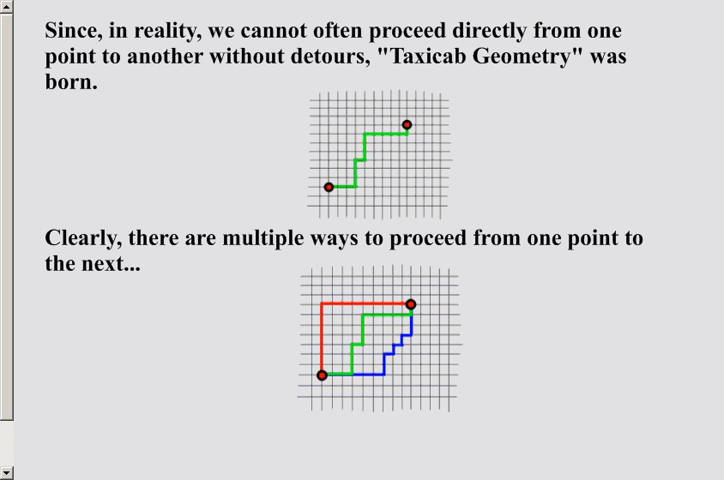 Since, in reality, we cannot often proceed directly from one
point to another without detours, "Taxicab Geometry" was
born.
Clearly, there are multiple ways to proceed from one point to
the next...